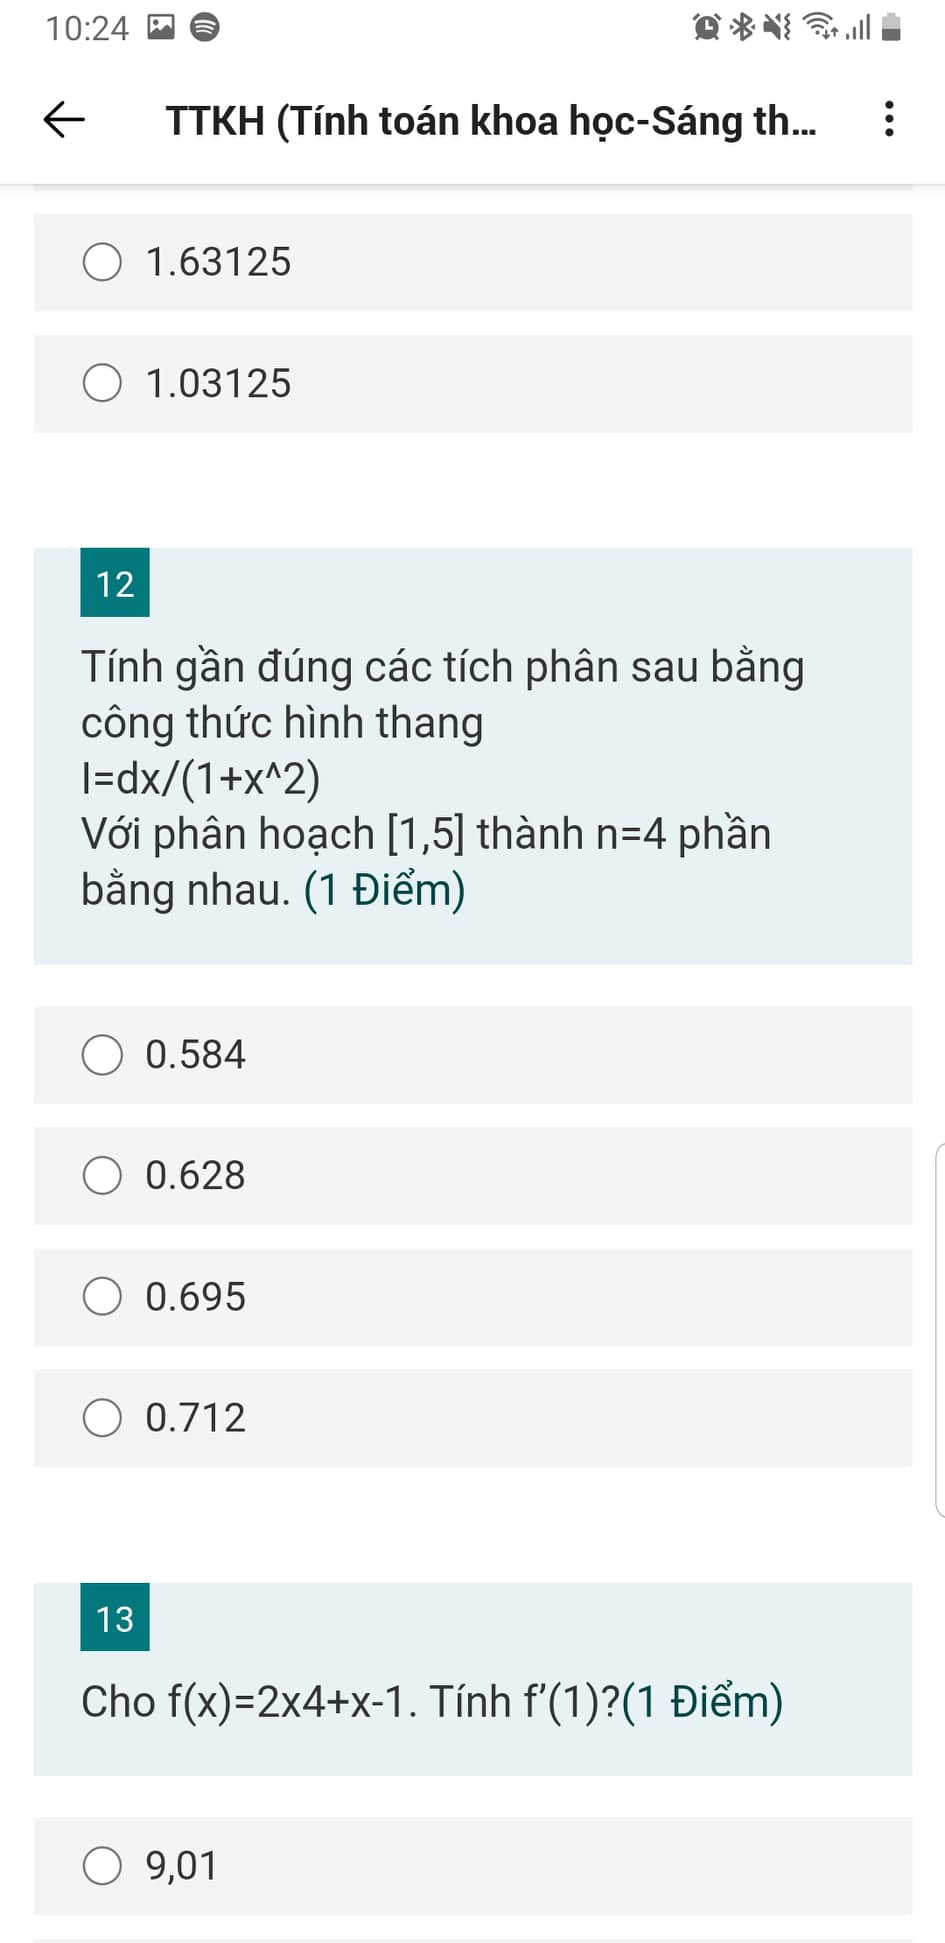 10:24
TTKH (Tính toán khoa học-Sáng th...
1.63125
1.03125
12
Tính gần đúng các tích phân sau bằng
công thức hình thang
I=dx/(1+x^2)
Với phân hoạch [1,5] thành n=4 phần
bằng nhau. (1 Điểm)
0.584
0.628
0.695
0.712
13
Cho f(x)=2x4+x-1. Tính f’(1)?(1 Điểm)
9,01